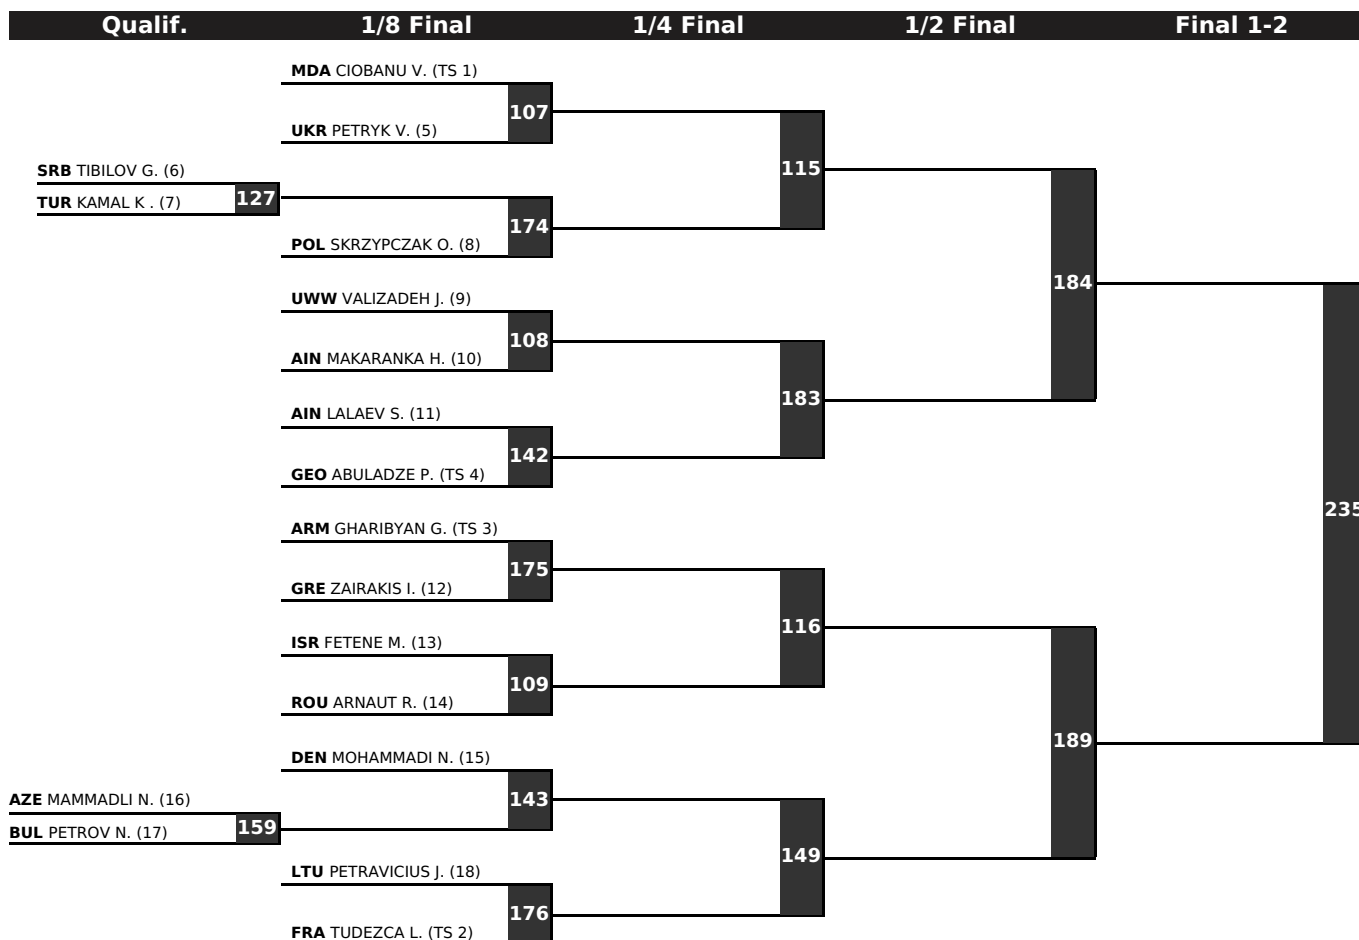 Qualif. 1/8 Final 1/4 Final 1/2 Final Final 1-2
MDA CIOBANU V. (TS 1)
107
UKR PETRYK V. (5)
SRB TIBILOV G. (6)
115
127
TUR KAMAL K . (7)
174
POL SKRZYPCZAK O. (8)
184
UWW VALIZADEH J. (9)
108
AIN MAKARANKA H. (10)
183
AIN LALAEV S. (11)
142
GEO ABULADZE P. (TS 4)
235
ARM GHARIBYAN G. (TS 3)
175
GRE ZAIRAKIS I. (12)
116
ISR FETENE M. (13)
109
ROU ARNAUT R. (14)
189
DEN MOHAMMADI N. (15)
AZE MAMMADLI N. (16)
143
159
BUL PETROV N. (17)
149
LTU PETRAVICIUS J. (18)
176
FRA TUDEZCA L. (TS 2)